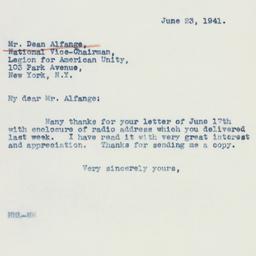 June 23, 1941.
Mr. Dean Alfange,
National Vice-Chairman,
Legion for American Unity,
103 Park Avenue,
New York, N.Y.
My dear Mr. Alfange:
Many thanks for your letter of June 17th
with enclosure of radio address which you delivered
last week. I have read it with very great interest
and appreciation. Thanks for sending me a copy.
Very sincerely yours,